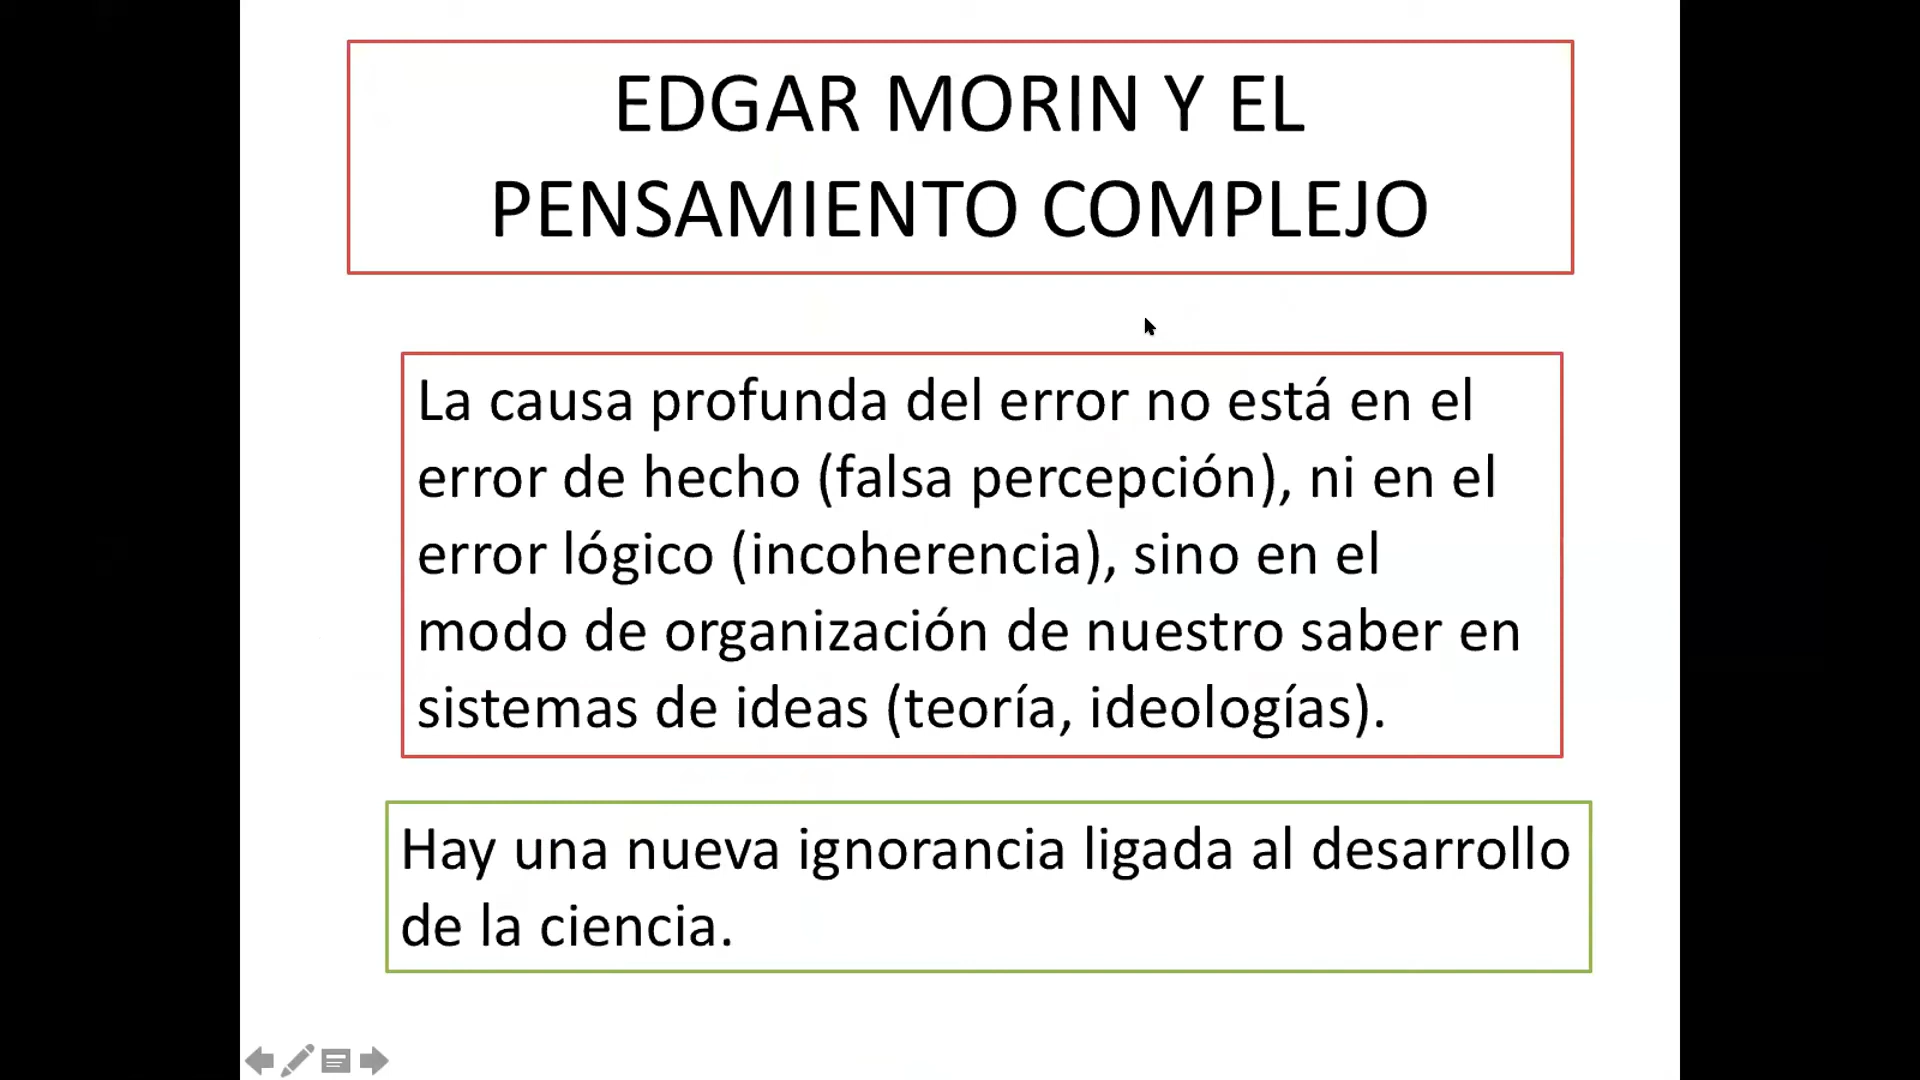 EDGAR MORIN Y EL
PENSAMIENTO COMPLEJO
La causa profunda del error no está en el
error de hecho (falsa percepción), ni en el
error lógico (incoherencia), sino en el
modo de organización de nuestro saber en
sistemas de ideas (teoría, ideologías).
Hay una nueva ignorancia ligada al desarrollo
de la ciencia.